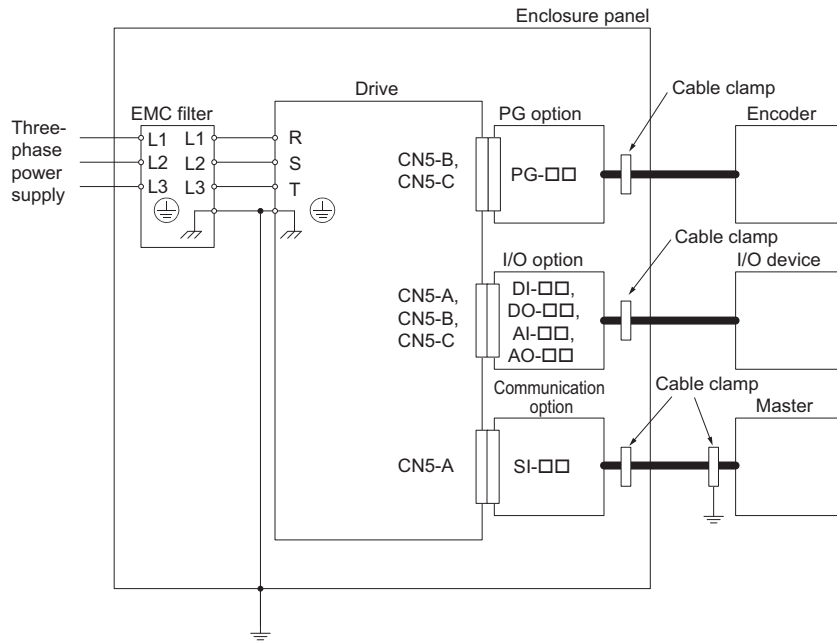 Enclosure panel
Drive
EMC filter
Three-
phase
power
supply
L1 L1
L2 L2
L3 L3
R
S
T
CN5-B,
CN5-C
PG option
PG-□□
Cable clamp
Encoder
CN5-A,
CN5-B,
CN5-C
I/O option
DI-□□,
DO-□□,
AI-□□,
AO-□□
Cable clamp
I/O device
CN5-A
Communication
option
SI-□□
Cable clamp
Master